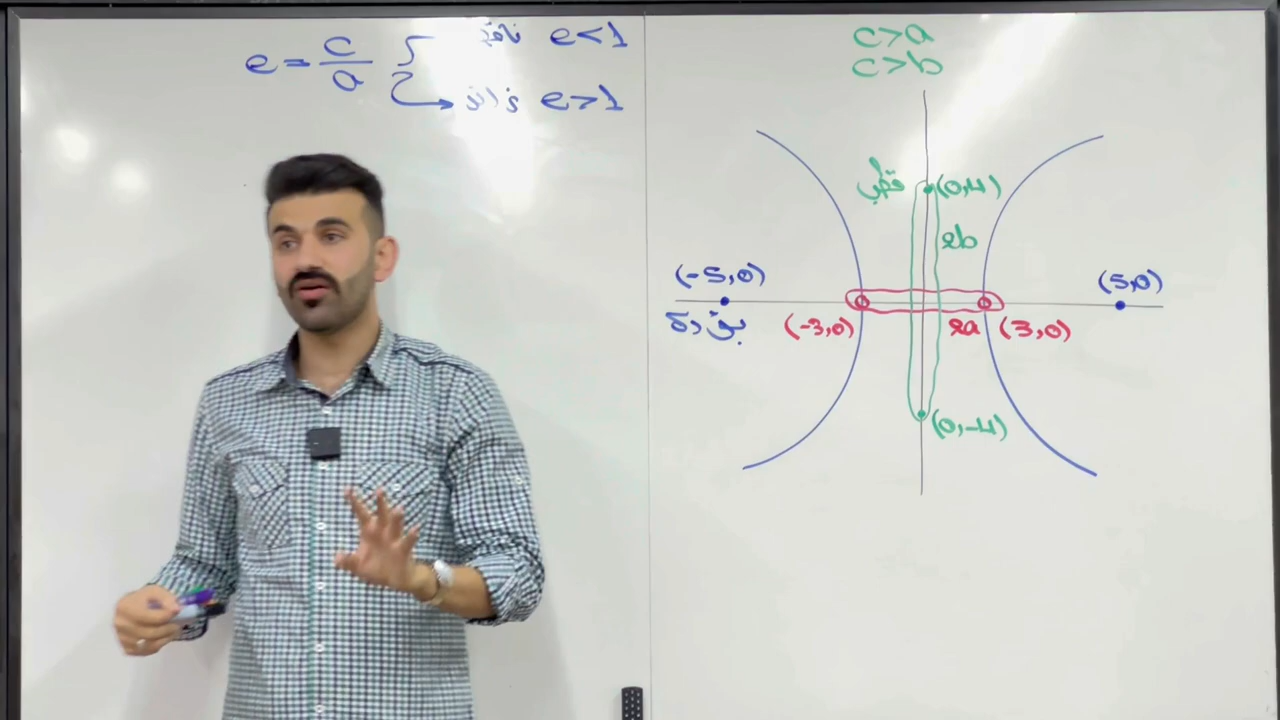 e = c/a { ناقص e<1
زائد e>1
c>a
c>b
قطب (0,4)
2b
(-5,0) (5,0)
بؤرة (-3,0) 2a (3,0)
(0,-4)